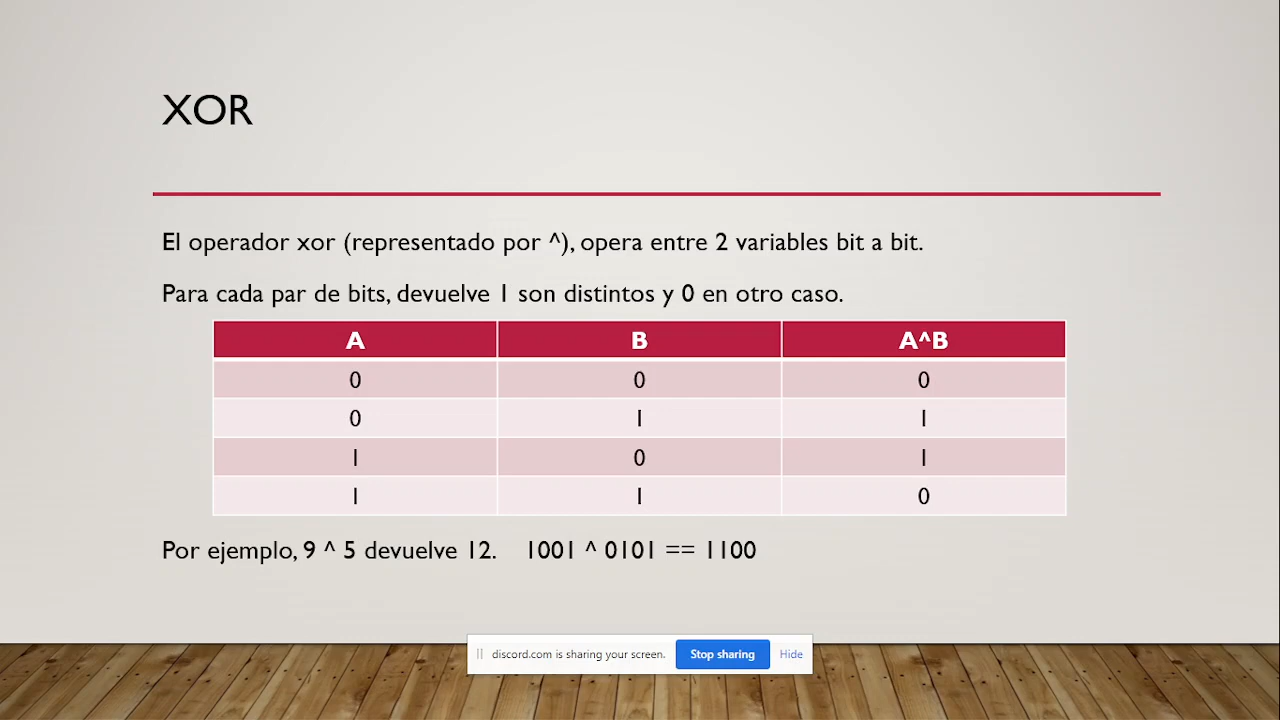 XOR
El operador xor (representado por ^), opera entre 2 variables bit a bit.
Para cada par de bits, devuelve 1 son distintos y 0 en otro caso.
A B A^B
0 0 0
0 1 1
1 0 1
1 1 0
Por ejemplo, 9 ^ 5 devuelve 12. 1001 ^ 0101 == 1100
discord.com is sharing your screen. Stop sharing Hide